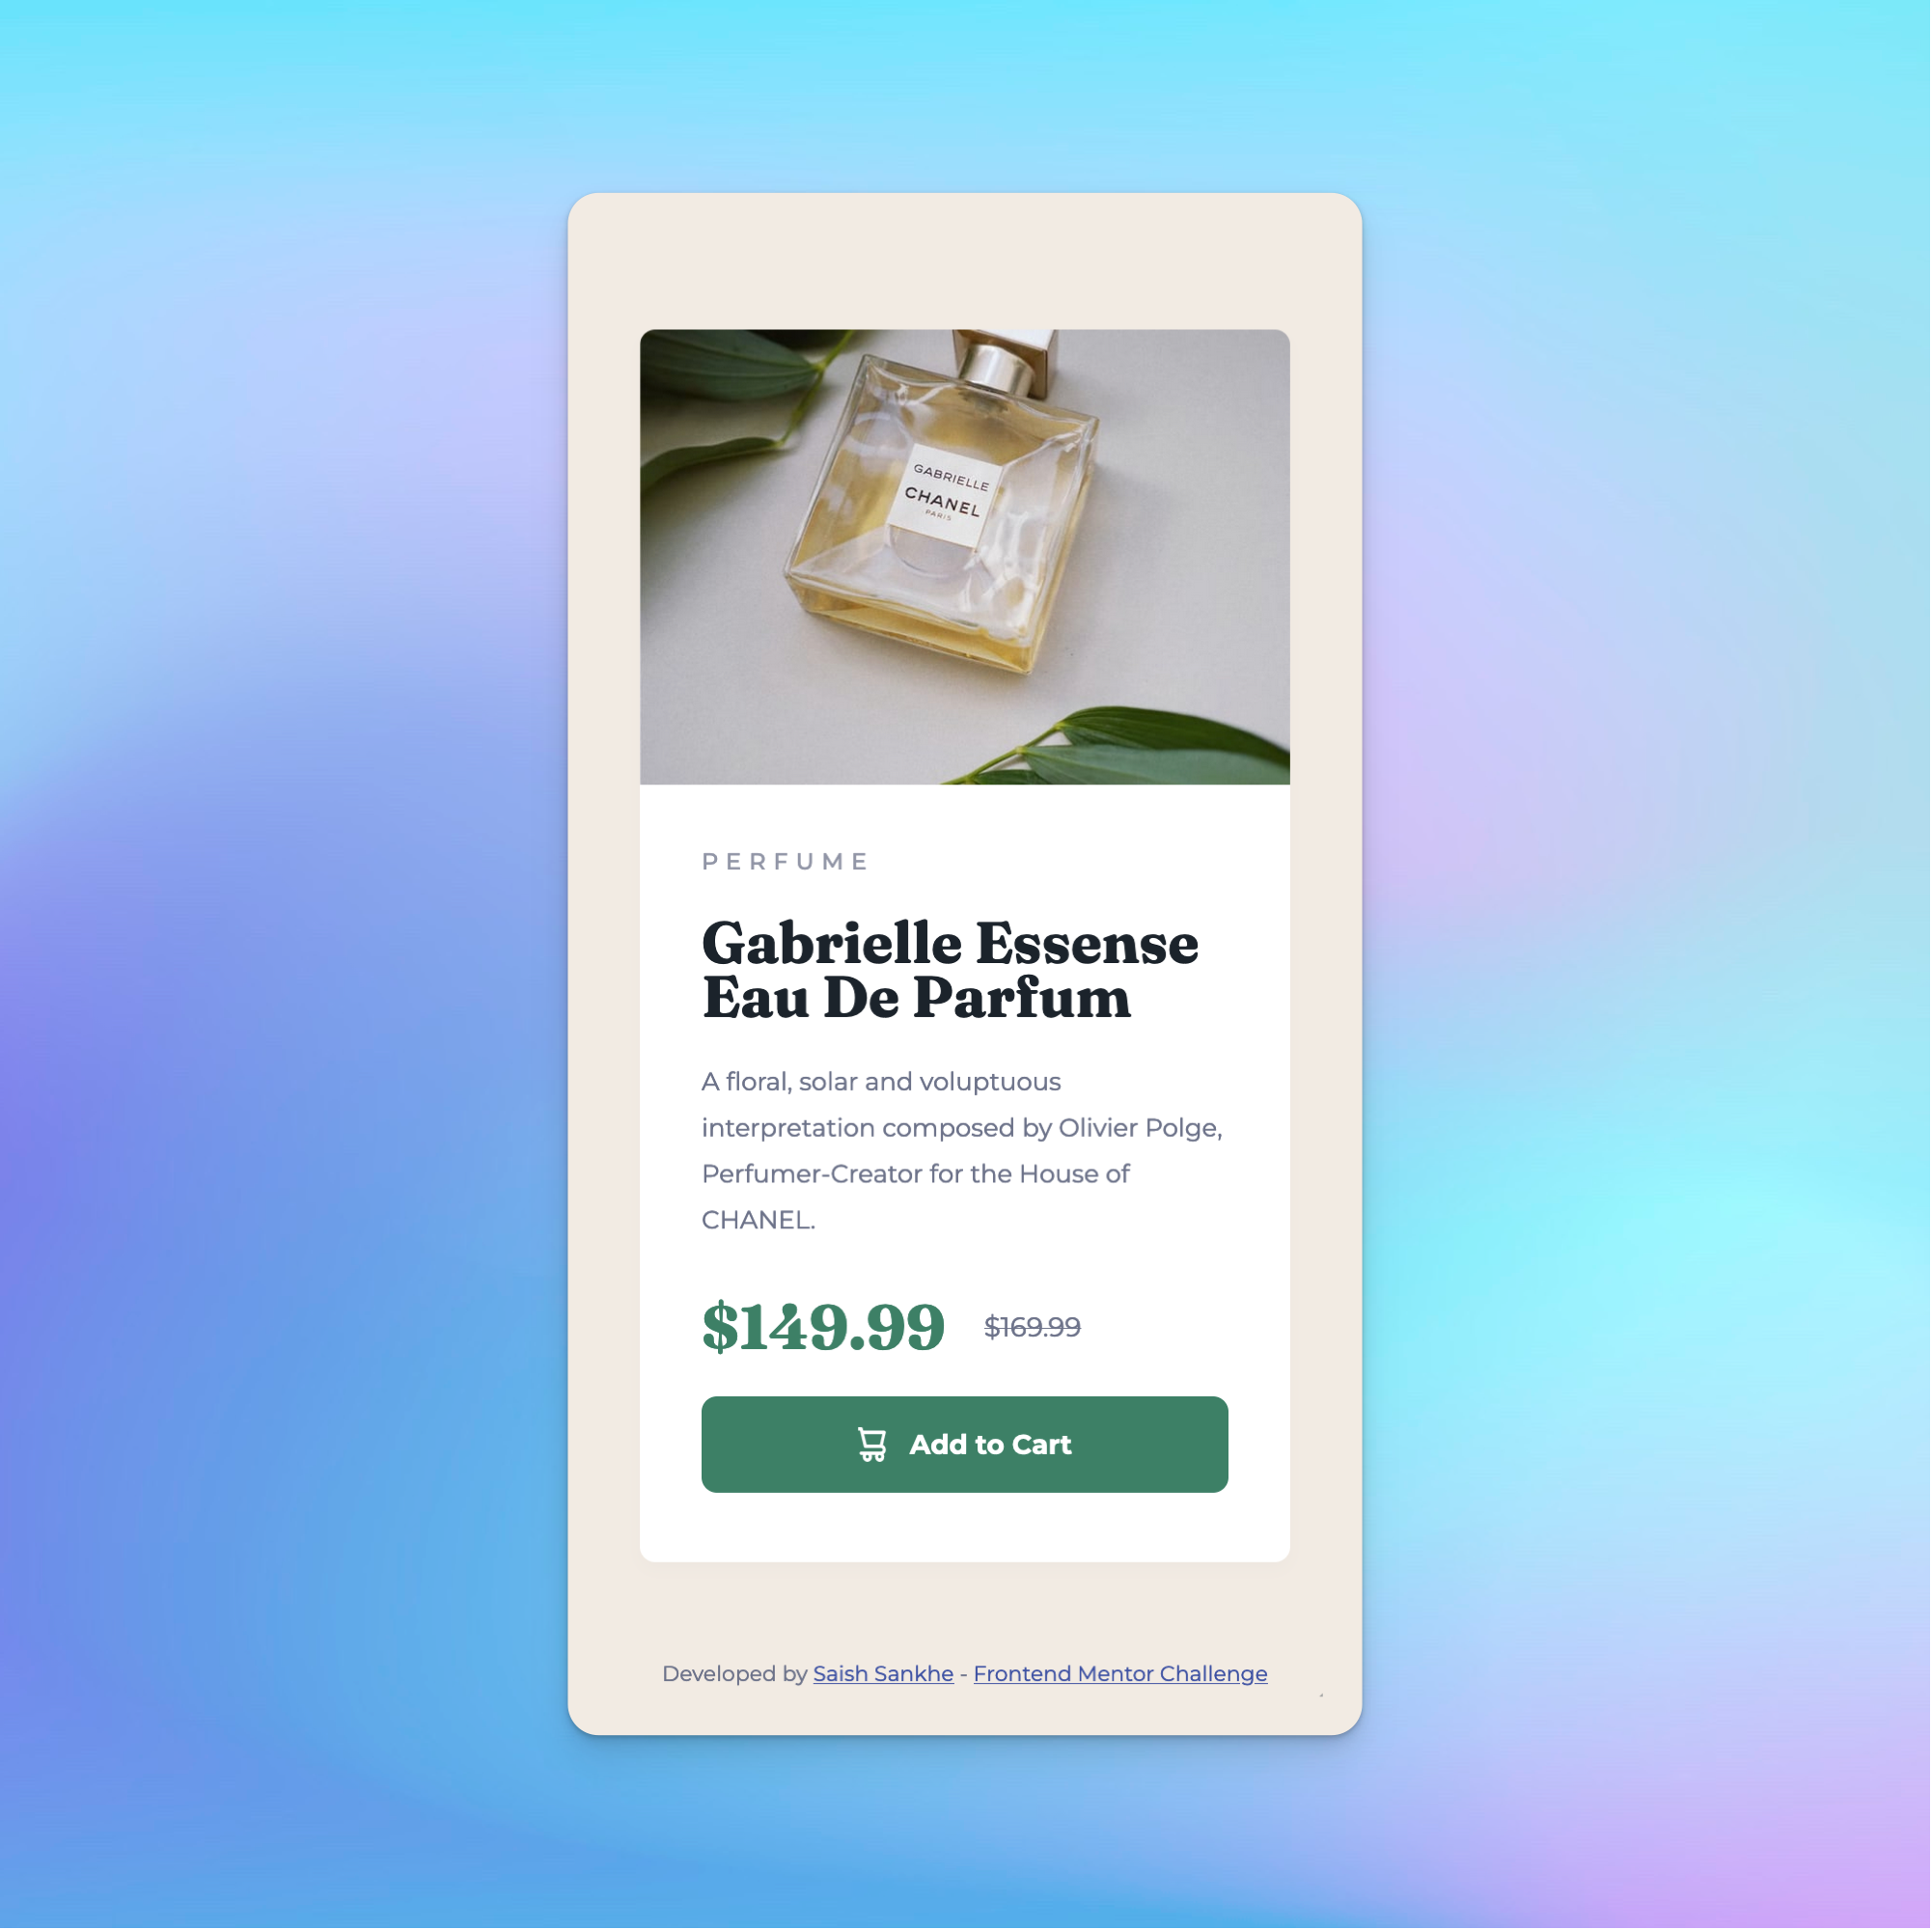 GABRIELLE
CHANEL
PARIS
PERFUME
Gabrielle Essense
Eau De Parfum
A floral, solar and voluptuous
interpretation composed by Olivier Polge,
Perfumer-Creator for the House of
CHANEL.
$149.99 $169.99
Add to Cart
Developed by Saish Sankhe - Frontend Mentor Challenge